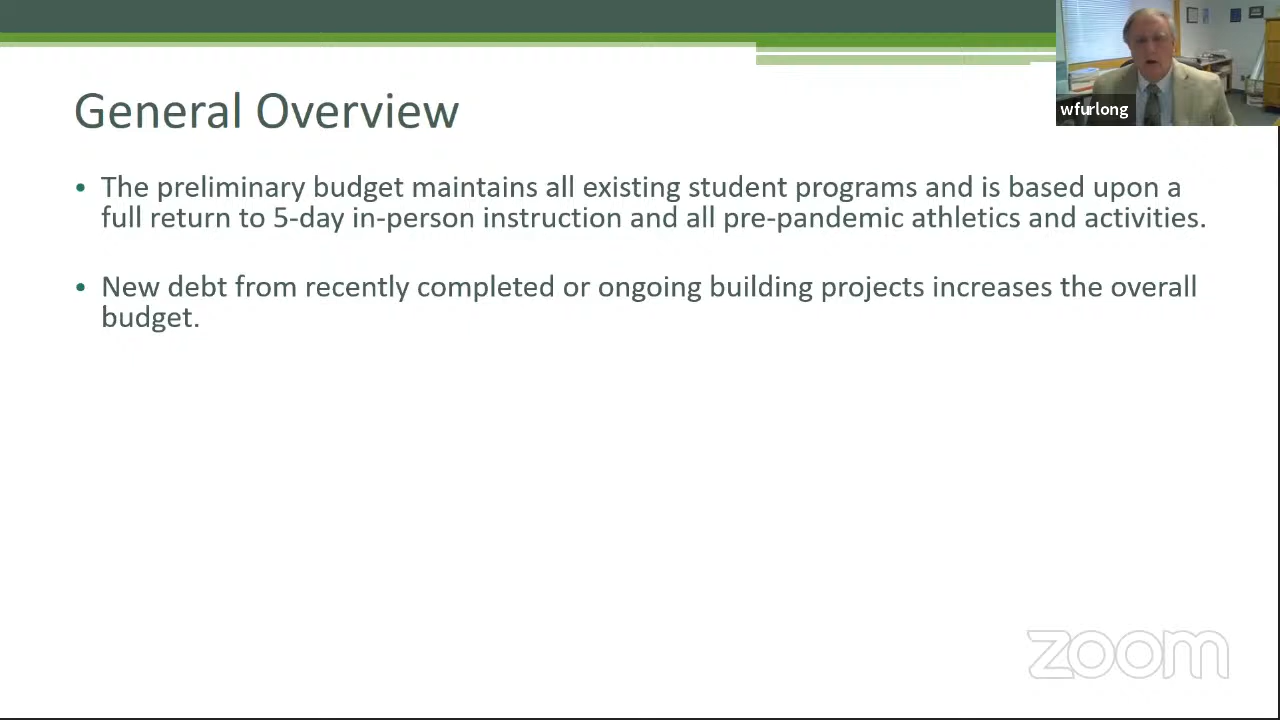 wfurlong
General Overview
• The preliminary budget maintains all existing student programs and is based upon a
full return to 5-day in-person instruction and all pre-pandemic athletics and activities.
• New debt from recently completed or ongoing building projects increases the overall
budget.
zoom